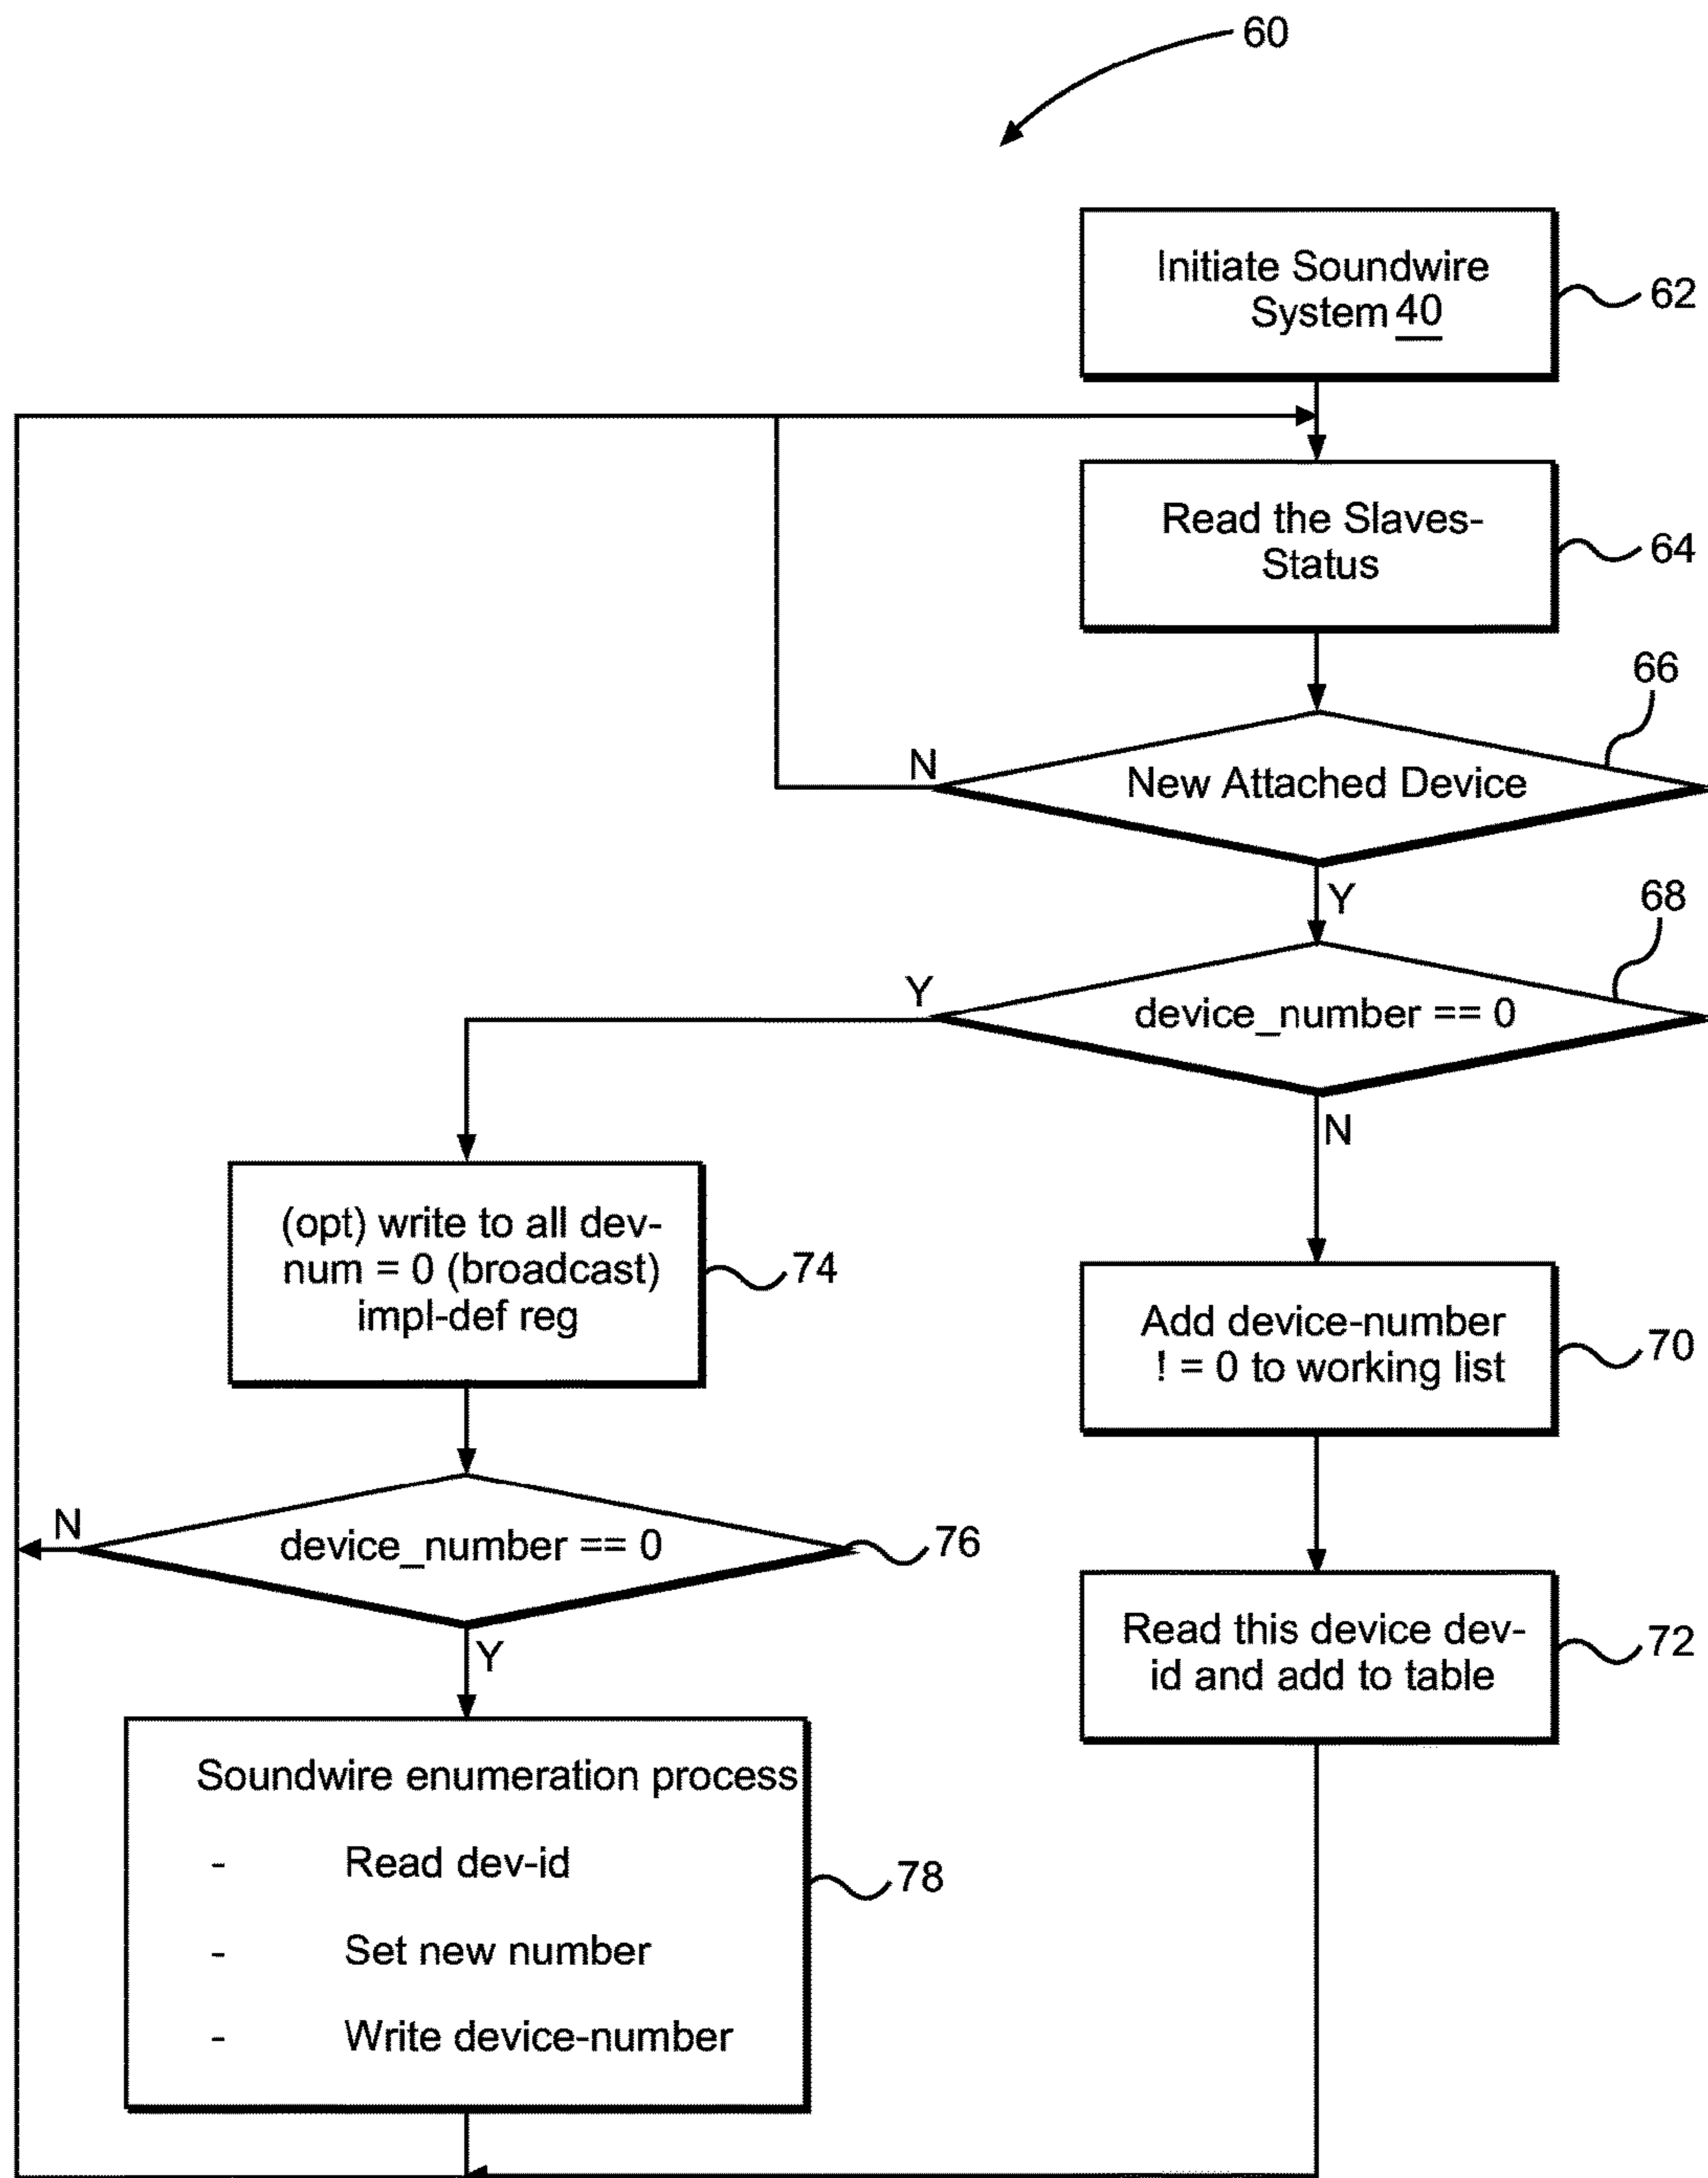 60
Initiate Soundwire
System 40
62
Read the Slaves-
Status
64
66
New Attached Device
N
Y
68
device_number == 0
Y
N
(opt) write to all dev-
num = 0 (broadcast)
impl-def reg
74
Add device-number
! = 0 to working list
70
device_number == 0
N
76
Y
Read this device dev-
id and add to table
72
Soundwire enumeration process
- Read dev-id
- Set new number
- Write device-number
78